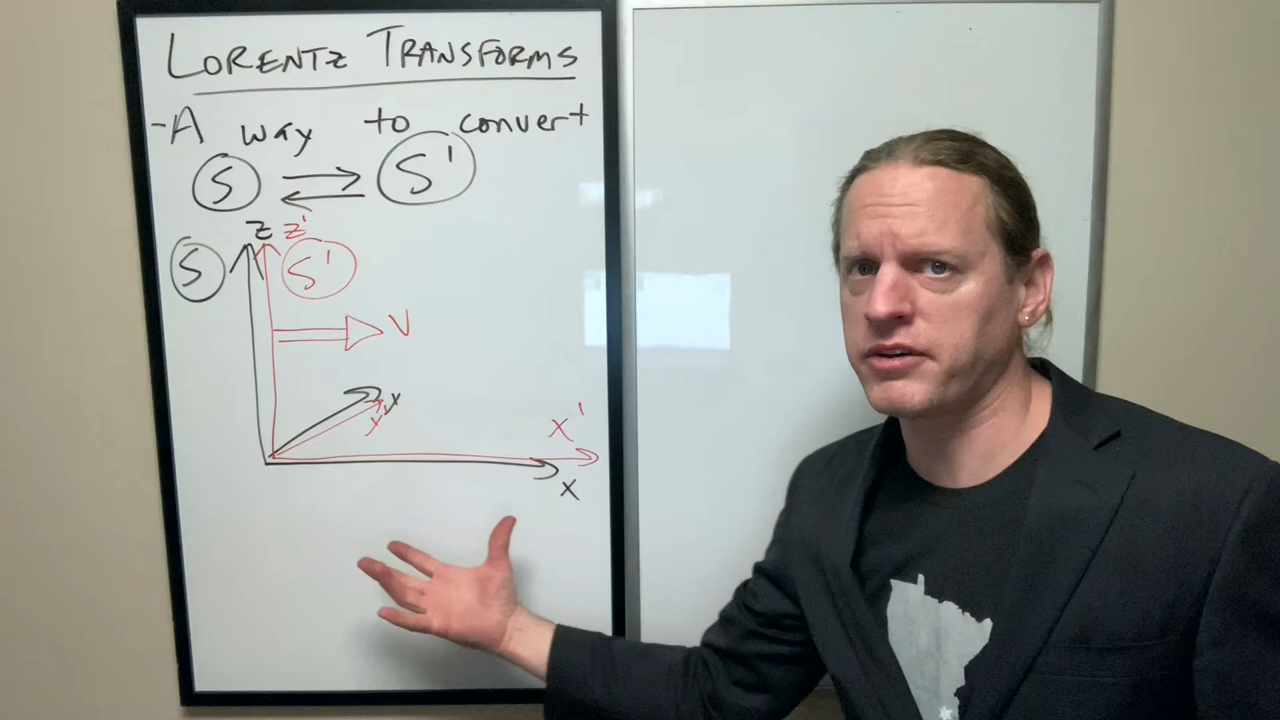 LORENTZ TRANSFORMS
-A way to convert
S ⇄ S'
z z'
S S'
V
y
y'
x'
x